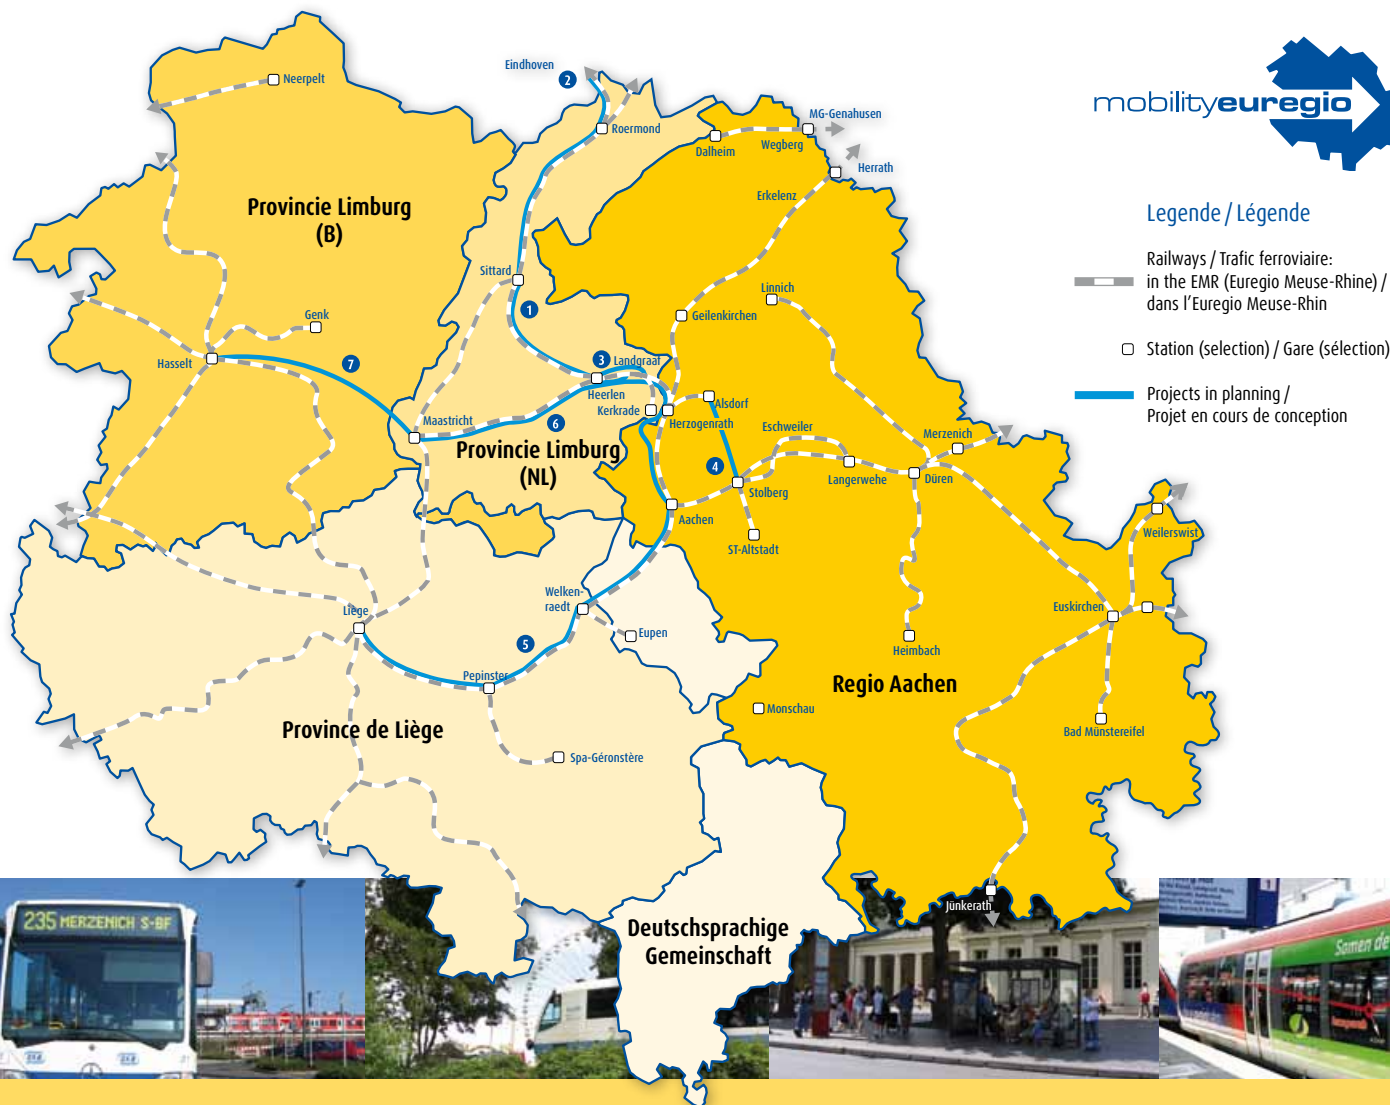 Eindhoven
2
Neerpelt
Roermond
MG-Genahusen
Dalheim
Wegberg
Herrath
Erkelenz
mobilityeuregio
Legende / Légende
Railways / Trafic ferroviaire:
in the EMR (Euregio Meuse-Rhine) /
dans l'Euregio Meuse-Rhin
Station (selection) / Gare (sélection)
Projects in planning /
Projet en cours de conception
Provincie Limburg
(B)
Sittard
Linnich
1
Genk
Geilenkirchen
Hasselt
7
3
Landgraaf
Heerlen
Kerkrade
Alsdorf
Maastricht
6
Herzogenrath
Eschweiler
Merzenich
Provincie Limburg
(NL)
4
Stolberg
Langerwehe
Düren
Aachen
ST-Altstadt
Weilerswist
Welken-
raedt
Liège
Euskirchen
5
Eupen
Heimbach
Pepinster
Regio Aachen
Monschau
Province de Liège
Bad Münstereifel
Spa-Géronstère
Jünkerath
235 MERZENICH S-BF
Deutschsprachige
Gemeinschaft
Samen de